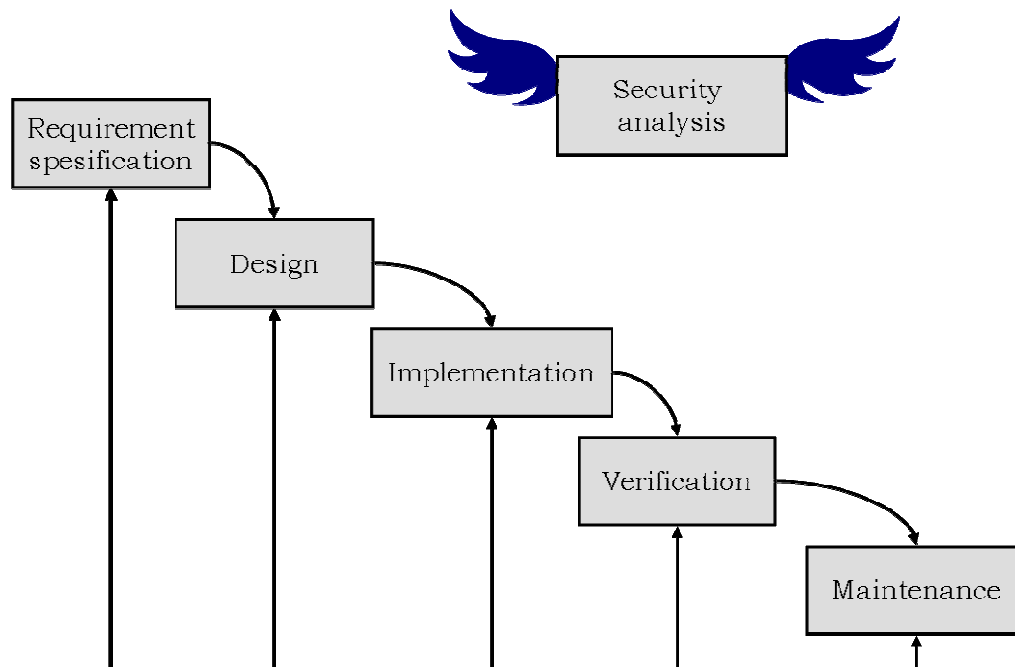 Security
analysis
Requirement
spesification
Design
Implementation
Verification
Maintenance